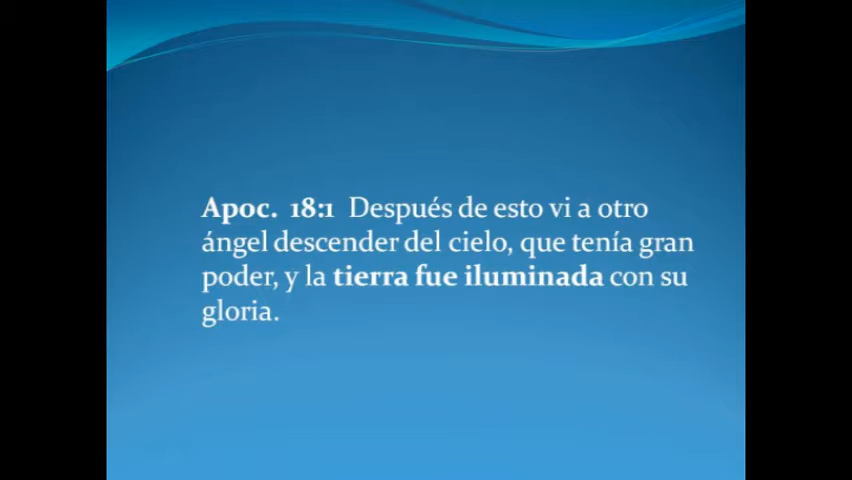 Apoc. 18:1 Después de esto vi a otro
ángel descender del cielo, que tenía gran
poder, y la tierra fue iluminada con su
gloria.